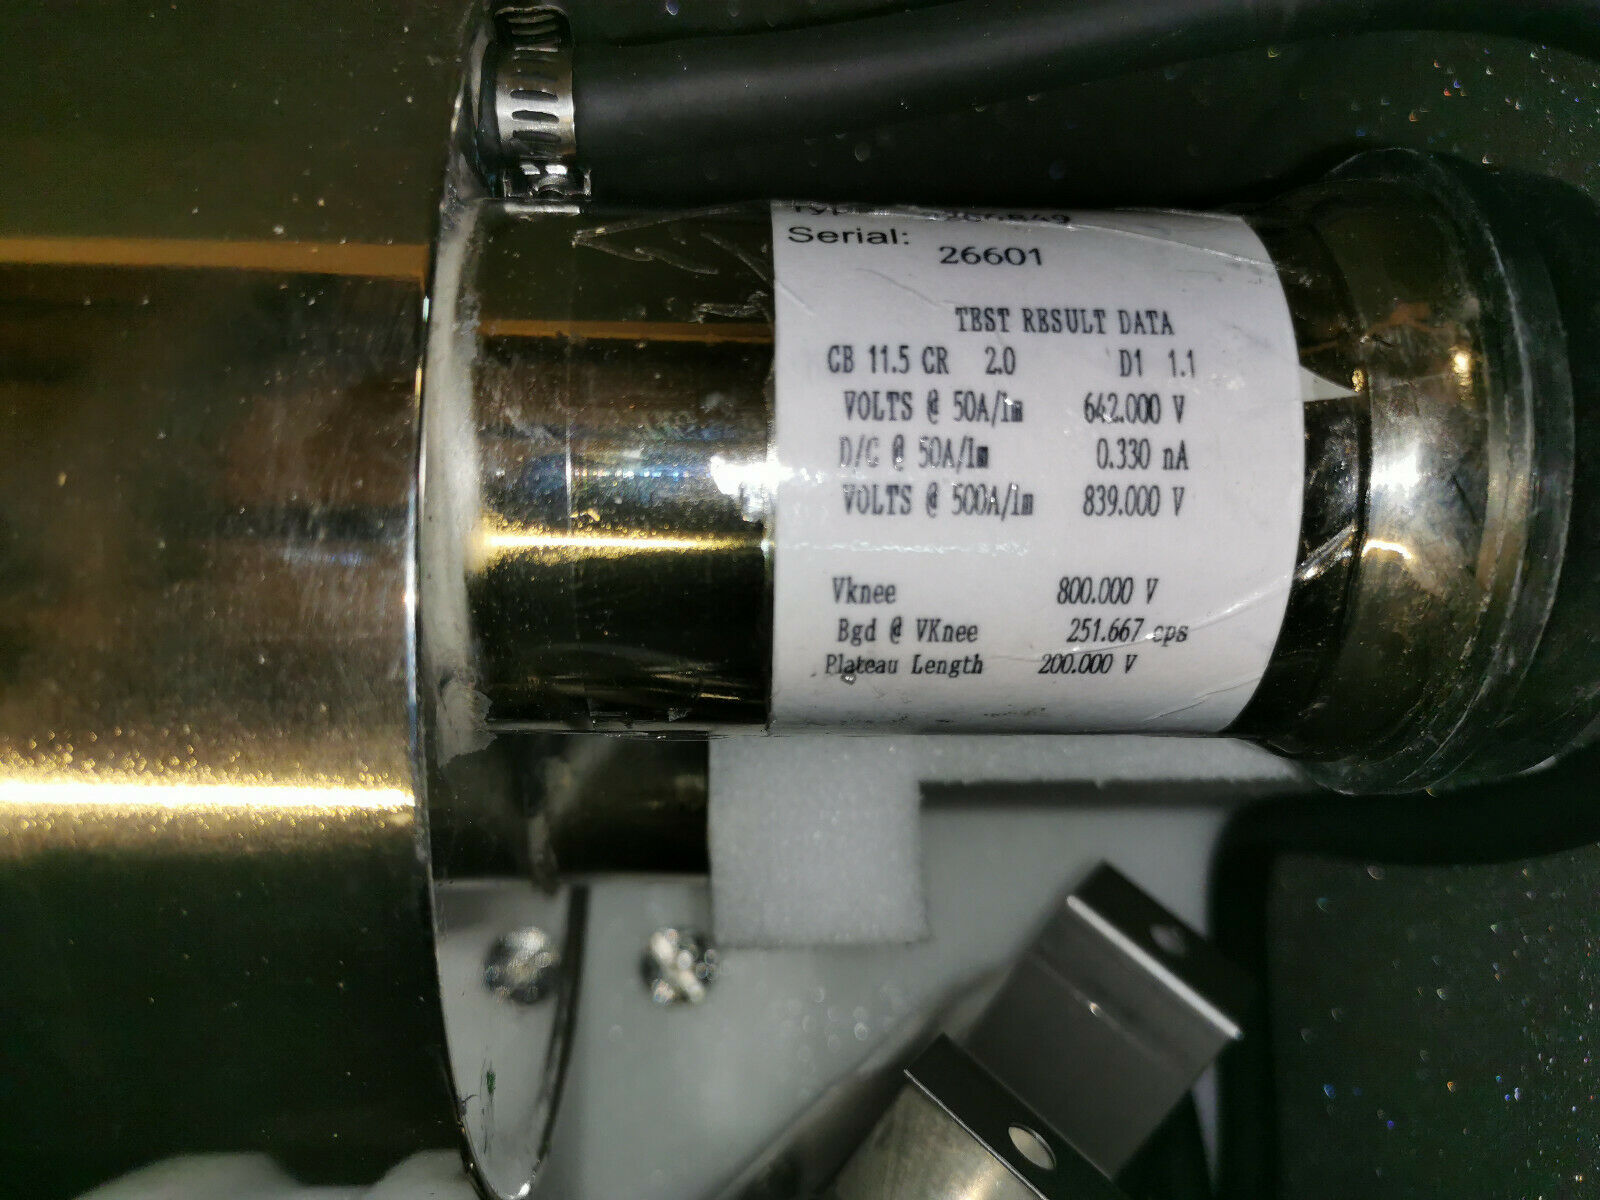 Serial: 26601
TEST RESULT DATA
CB 11.5 CR 2.0 D1 1.1
VOLTS @ 50A/lm 642.000 V
D/C @ 50A/lm 0.330 nA
VOLTS @ 500A/lm 839.000 V
Vknee 800.000 V
Bgd @ VKnee 251.667 cps
Plateau Length 200.000 V